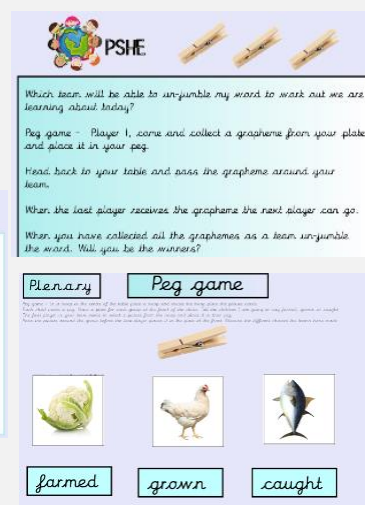 PSHE
Which team will be able to un-jumble my word to work out we are
learning about today?
Peg game - Player 1, come and collect a grapheme from your plate
and place it in your peg.
Head back to your table and pass the grapheme around your
team.
When the last player receives the grapheme the next player can go.
When you have collected all the graphemes as a team un-jumble
the word. Will you be the winners?
Plenary
Peg game
farmed
grown
caught